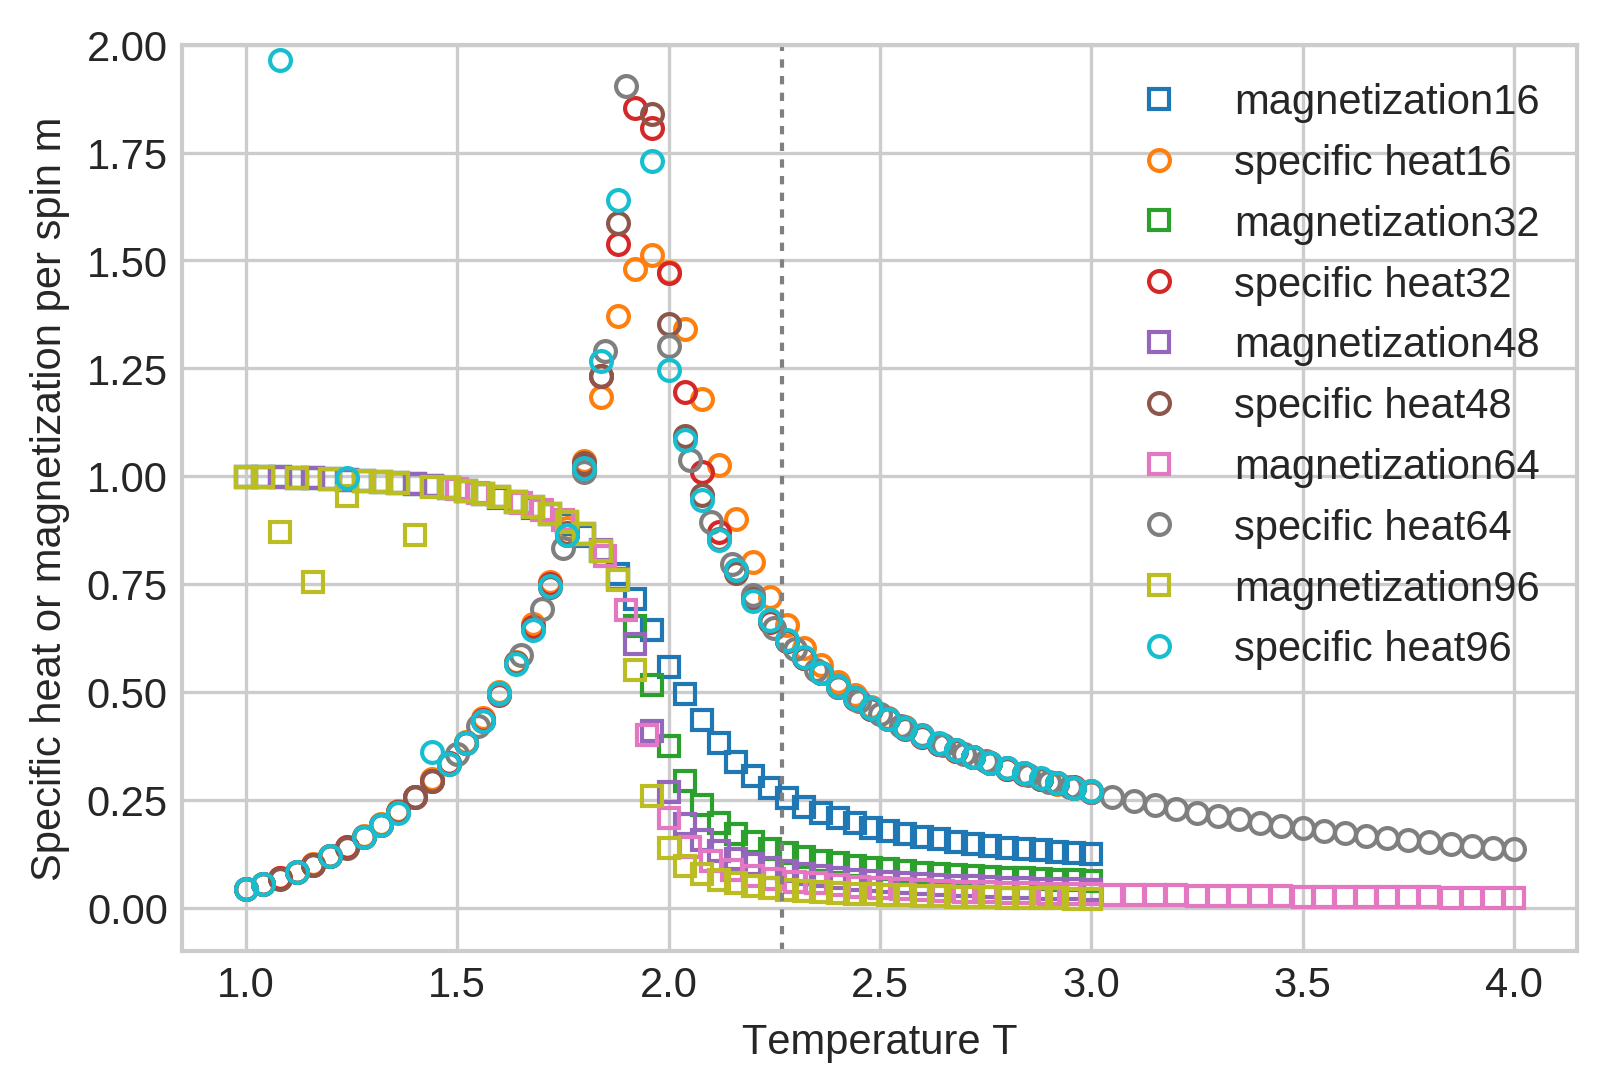 2.00
1.75
1.50
1.25
1.00
0.75
0.50
0.25
0.00
Specific heat or magnetization per spin m
magnetization16
specific heat16
magnetization32
specific heat32
magnetization48
specific heat48
magnetization64
specific heat64
magnetization96
specific heat96
1.0 1.5 2.0 2.5 3.0 3.5 4.0
Temperature T